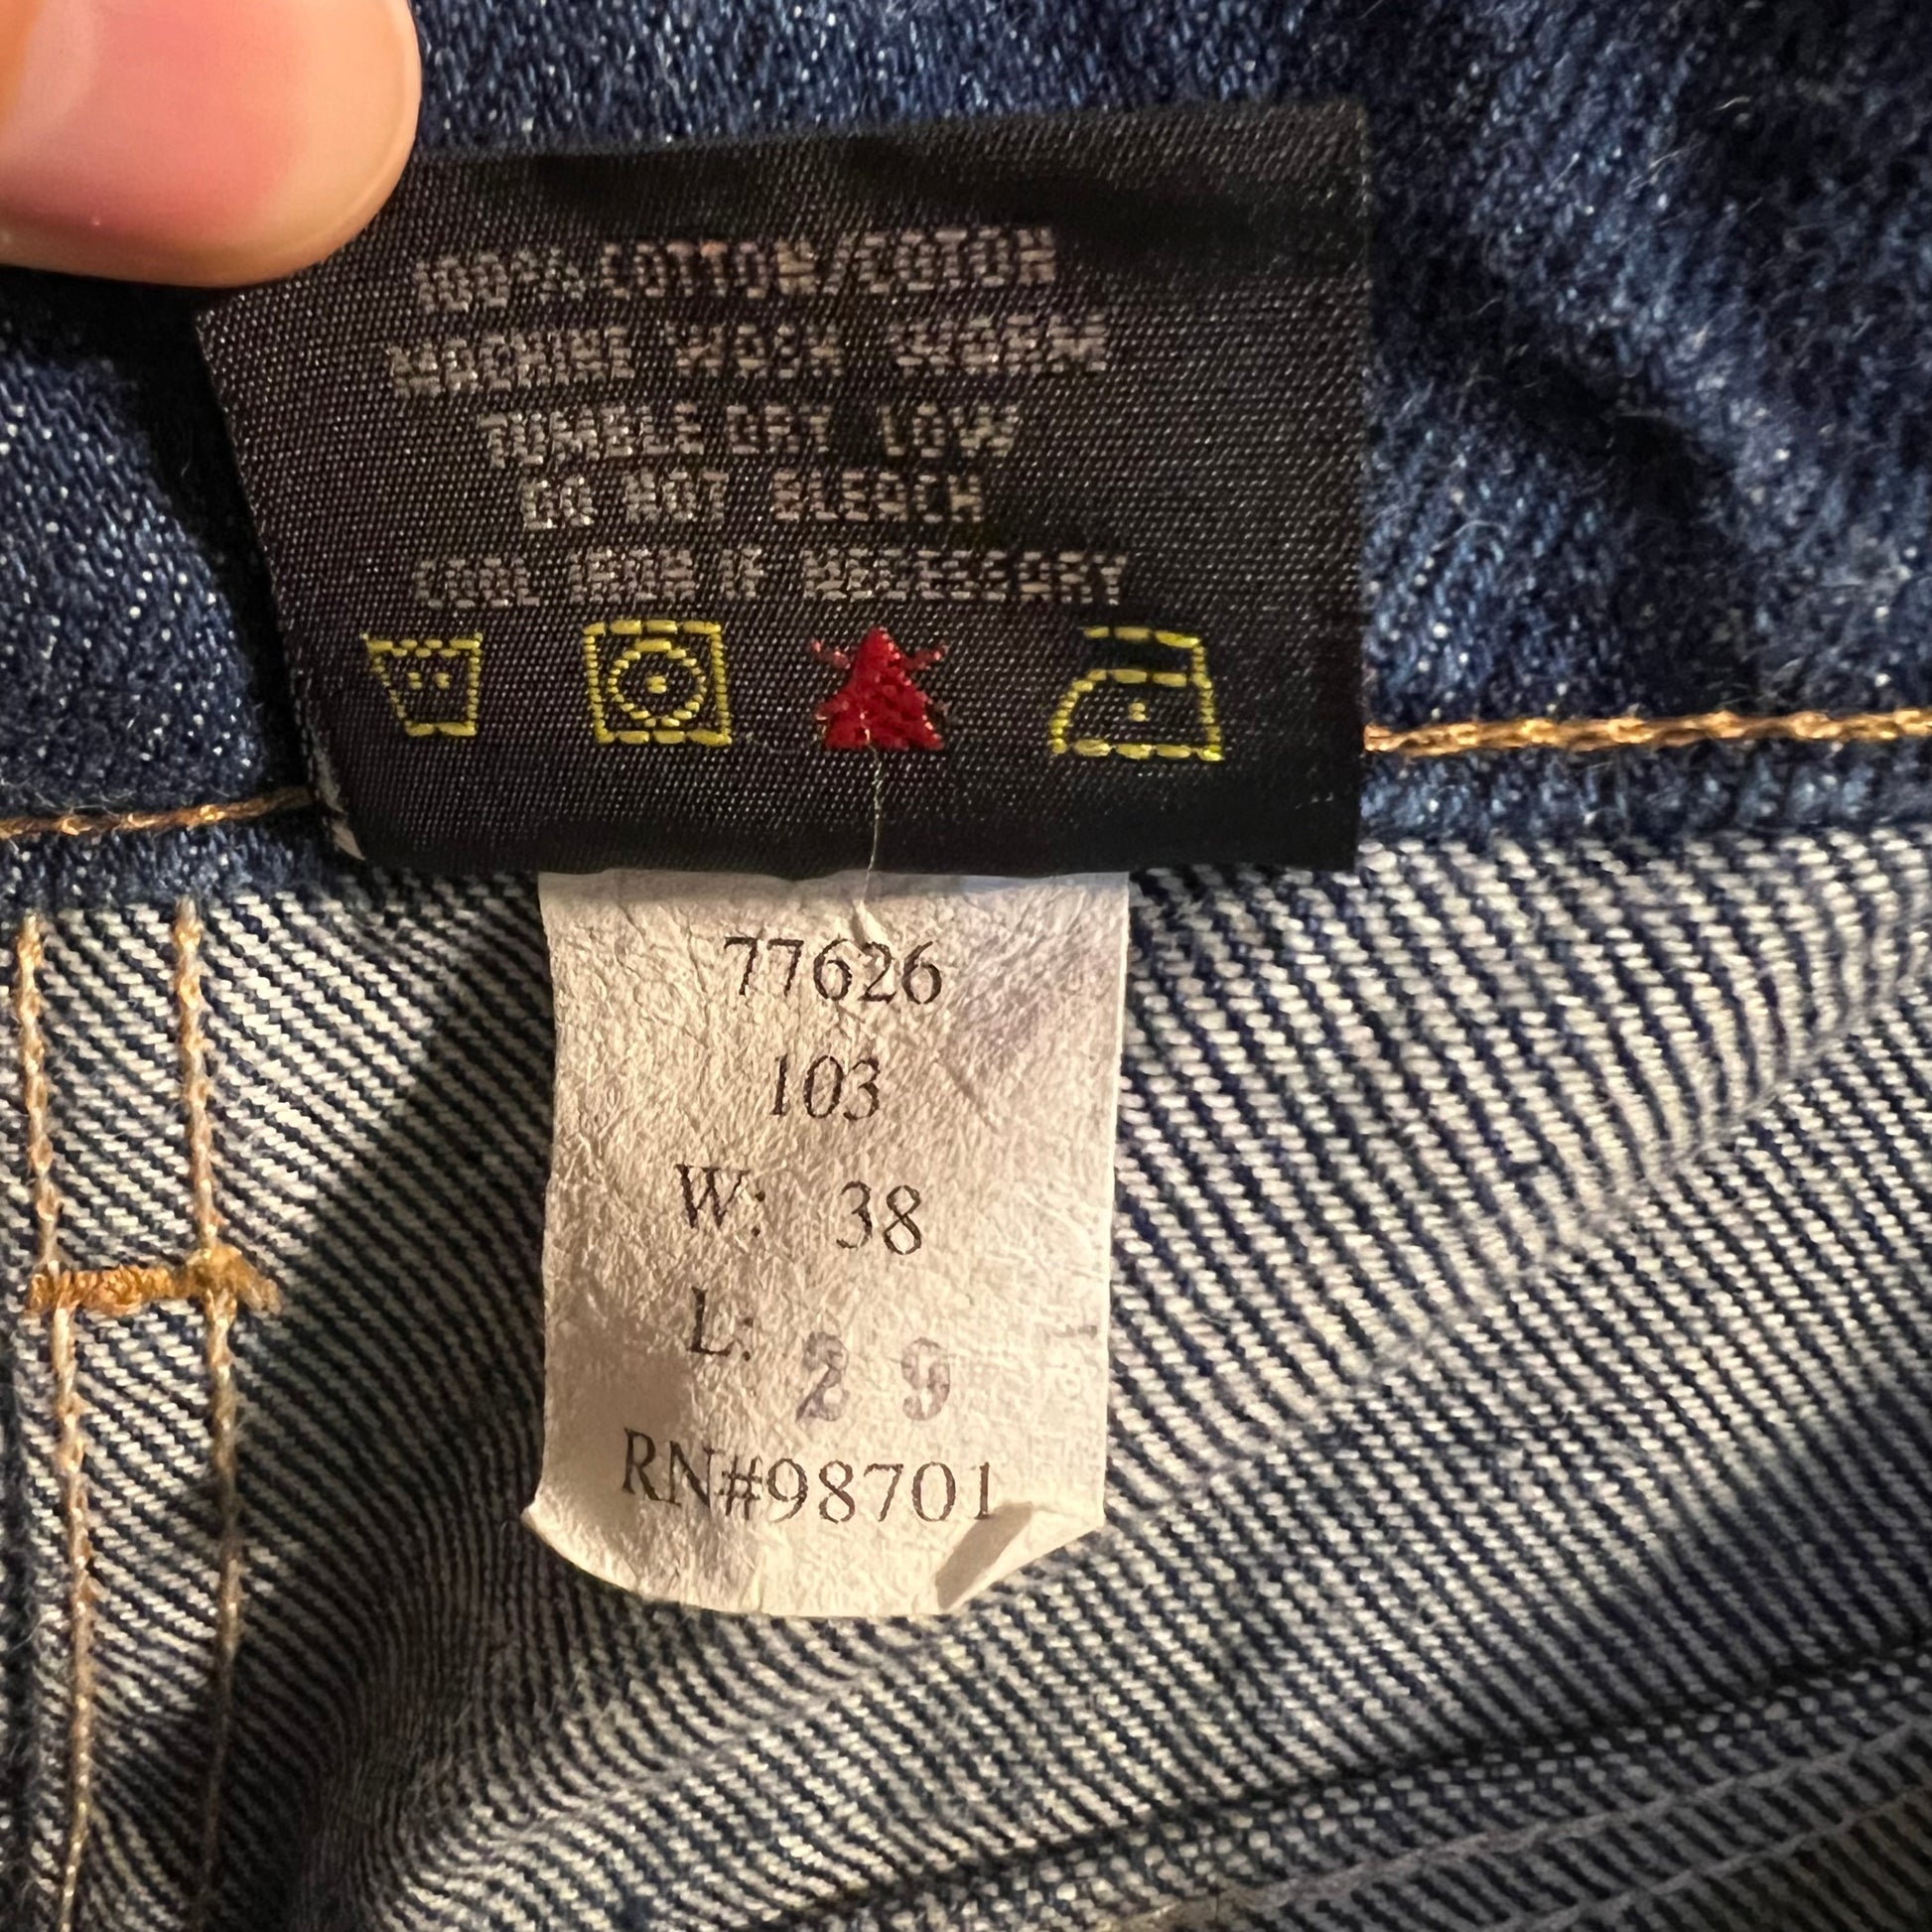 100% COTTON/COTON
MACHINE WASH WARM
TUMBLE DRY LOW
DO NOT BLEACH
COOL IRON IF NECESSARY
77626
103
W: 38
L: 29
RN#98701